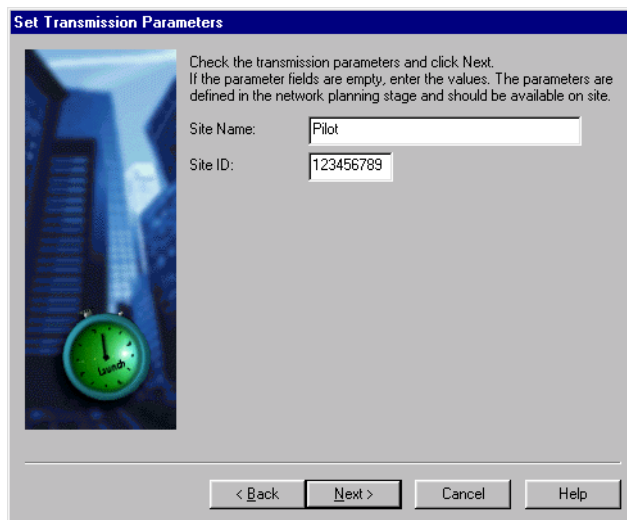 Set Transmission Parameters
Check the transmission parameters and click Next.
If the parameter fields are empty, enter the values. The parameters are
defined in the network planning stage and should be available on site.
Site Name: Pilot
Site ID: 123456789
Launch
< Back Next > Cancel Help